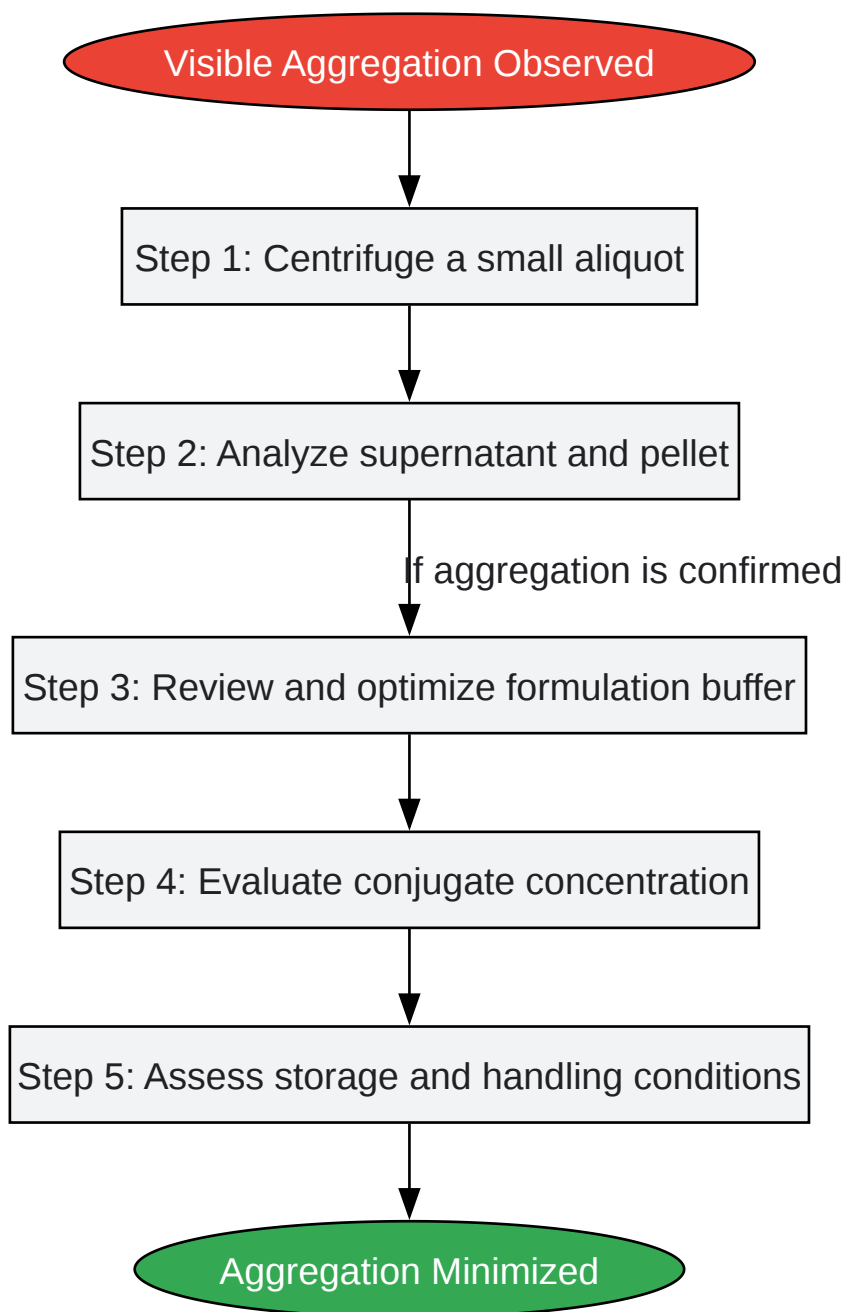 Visible Aggregation Observed
Step 1: Centrifuge a small aliquot
Step 2: Analyze supernatant and pellet
If aggregation is confirmed
Step 3: Review and optimize formulation buffer
Step 4: Evaluate conjugate concentration
Step 5: Assess storage and handling conditions
Aggregation Minimized